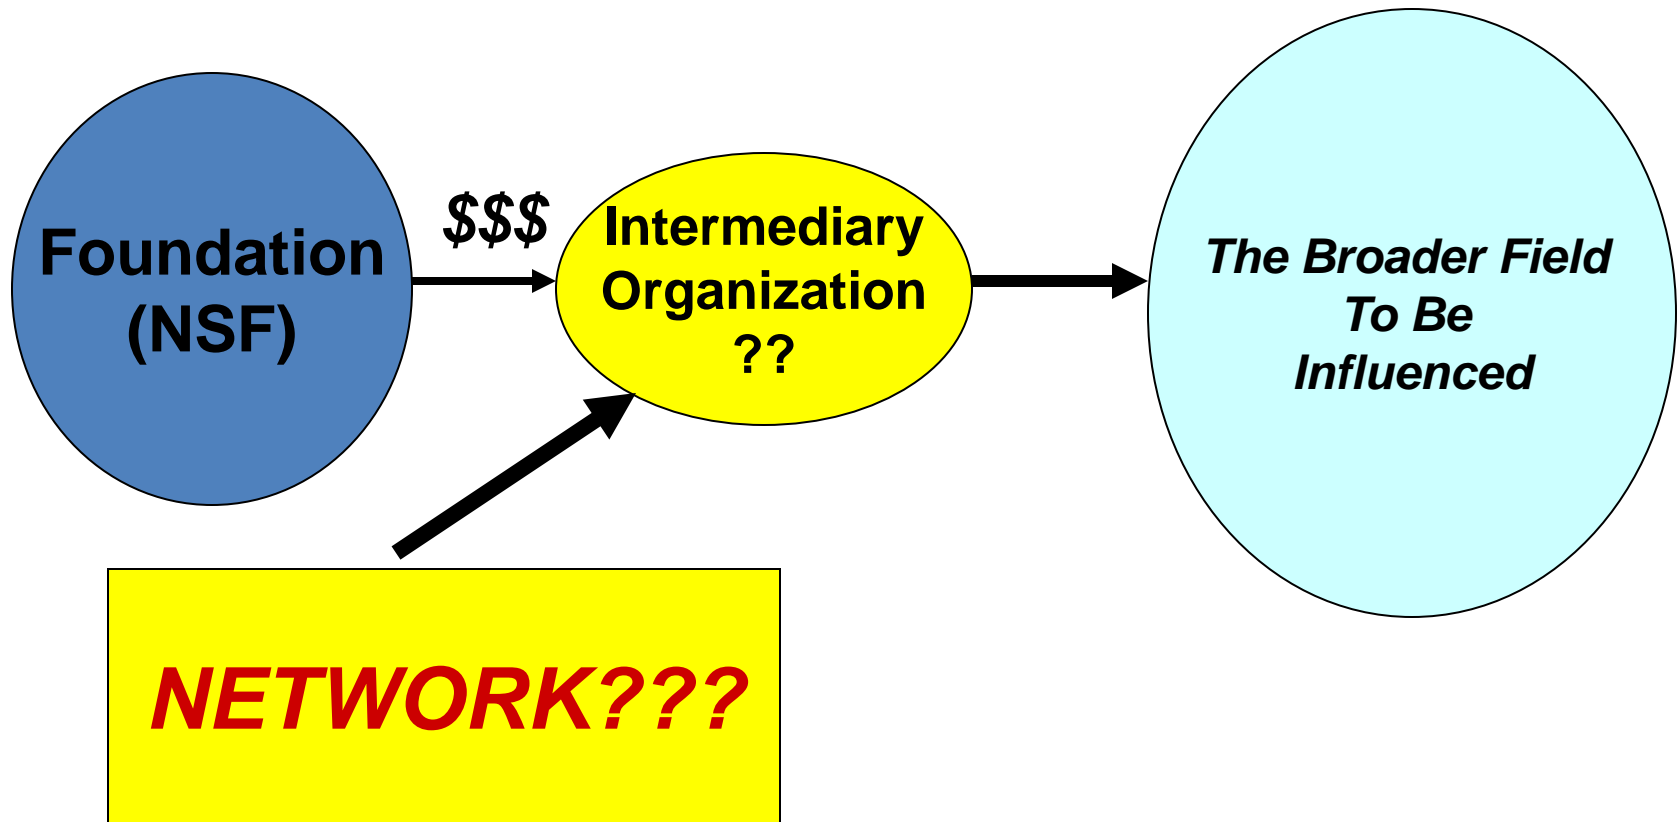 Foundation
(NSF)
$$$
Intermediary
Organization
??
The Broader Field
To Be
Influenced
NETWORK???